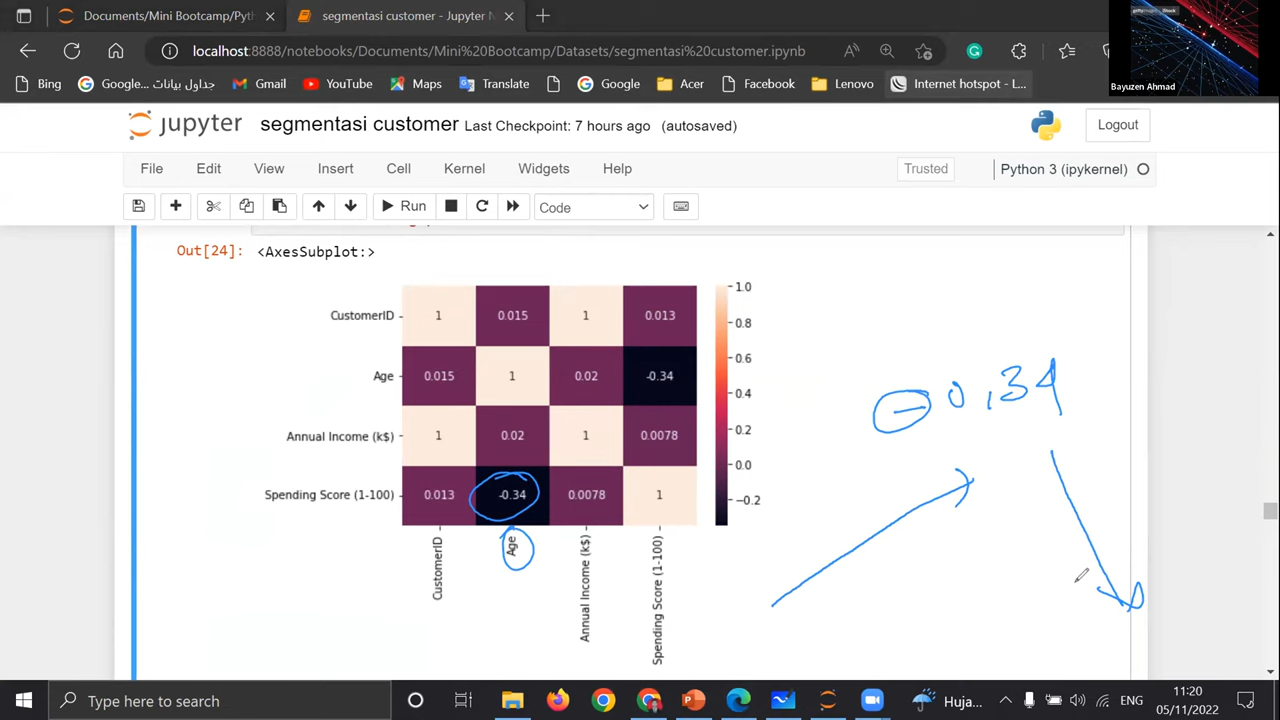 Documents/Mini Bootcamp/Pyth
segmentasi customer - Jupyter N
gettyimages iStock
Bayuzen Ahmad
localhost:8888/notebooks/Documents/Mini%20Bootcamp/Datasets/segmentasi%20customer.ipynb
Bing
Google... جداول بيانات
Gmail
YouTube
Maps
Translate
Google
Acer
Facebook
Lenovo
Internet hotspot - L...
jupyter
segmentasi customer Last Checkpoint: 7 hours ago (autosaved)
Logout
File Edit View Insert Cell Kernel Widgets Help
Trusted
Python 3 (ipykernel)
Run
Code
Out[24]: <AxesSubplot:>
CustomerID 1 0.015 1 0.013
Age 0.015 1 0.02 -0.34
Annual Income (k$) 1 0.02 1 0.0078
Spending Score (1-100) 0.013 -0.34 0.0078 1
CustomerID
Age
Annual Income (k$)
Spending Score (1-100)
1.0
0.8
0.6
0.4
0.2
0.0
−0.2
-0,34
Type here to search
Huja...
ENG
11:20
05/11/2022